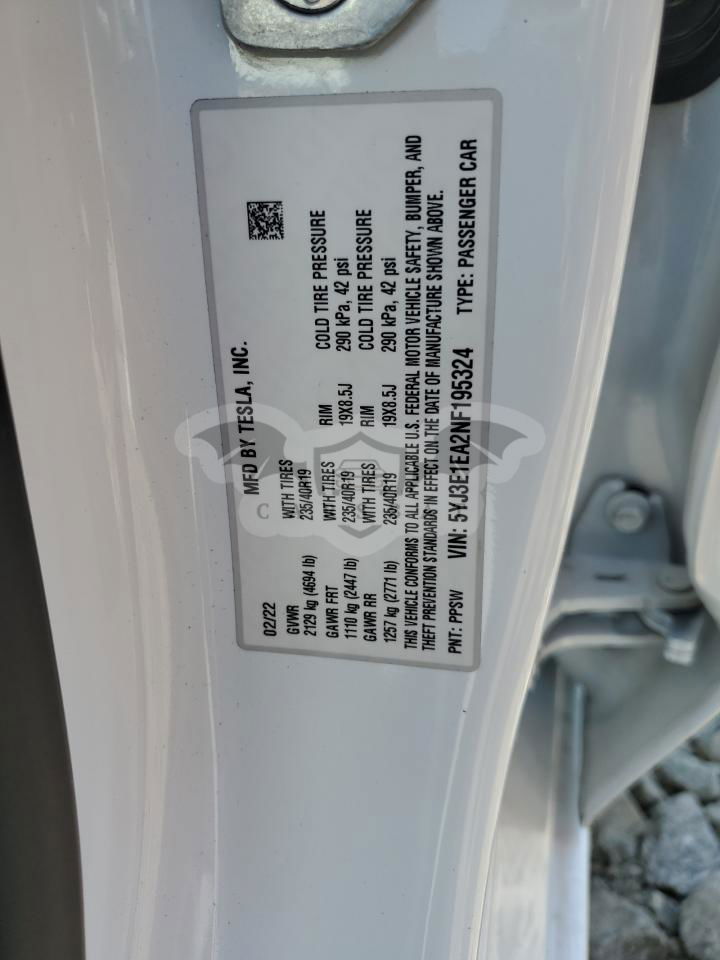 MFD BY TESLA, INC.
02/22
GVWR WITH TIRES
2129 kg (4694 lb) 235/40R19
GAWR FRT WITH TIRES RIM COLD TIRE PRESSURE
1110 kg (2447 lb) 235/40R19 19X8.5J 290 kPa, 42 psi
GAWR RR WITH TIRES RIM COLD TIRE PRESSURE
1257 kg (2771 lb) 235/40R19 19X8.5J 290 kPa, 42 psi
THIS VEHICLE CONFORMS TO ALL APPLICABLE U.S. FEDERAL MOTOR VEHICLE SAFETY, BUMPER, AND
THEFT PREVENTION STANDARDS IN EFFECT ON THE DATE OF MANUFACTURE SHOWN ABOVE.
PNT: PPSW VIN: 5YJ3E1EA2NF195324 TYPE: PASSENGER CAR